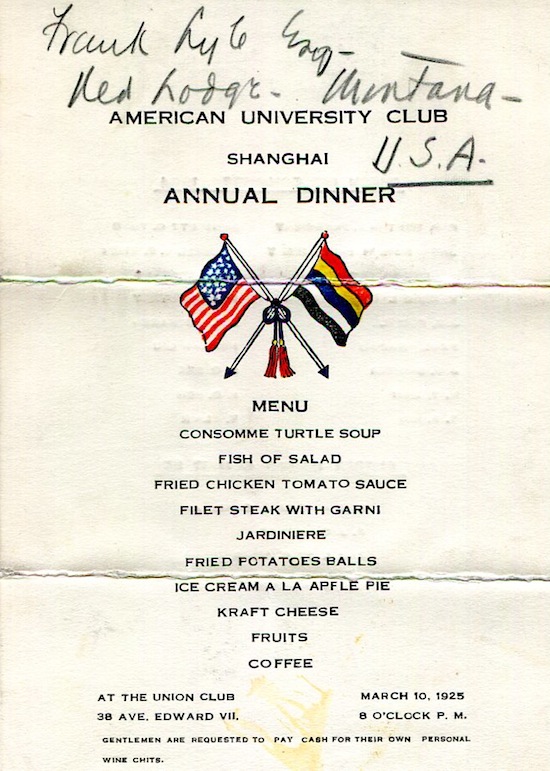 Frank Lyle Esq-
Red Lodge- Montana-
AMERICAN UNIVERSITY CLUB
SHANGHAI
U.S.A.
ANNUAL DINNER
MENU
CONSOMME TURTLE SOUP
FISH OF SALAD
FRIED CHICKEN TOMATO SAUCE
FILET STEAK WITH GARNI
JARDINIERE
FRIED POTATOES BALLS
ICE CREAM A LA APPLE PIE
KRAFT CHEESE
FRUITS
COFFEE
AT THE UNION CLUB
38 AVE. EDWARD VII.
MARCH 10, 1925
8 O'CLOCK P. M.
GENTLEMEN ARE REQUESTED TO PAY CASH FOR THEIR OWN PERSONAL
WINE CHITS.